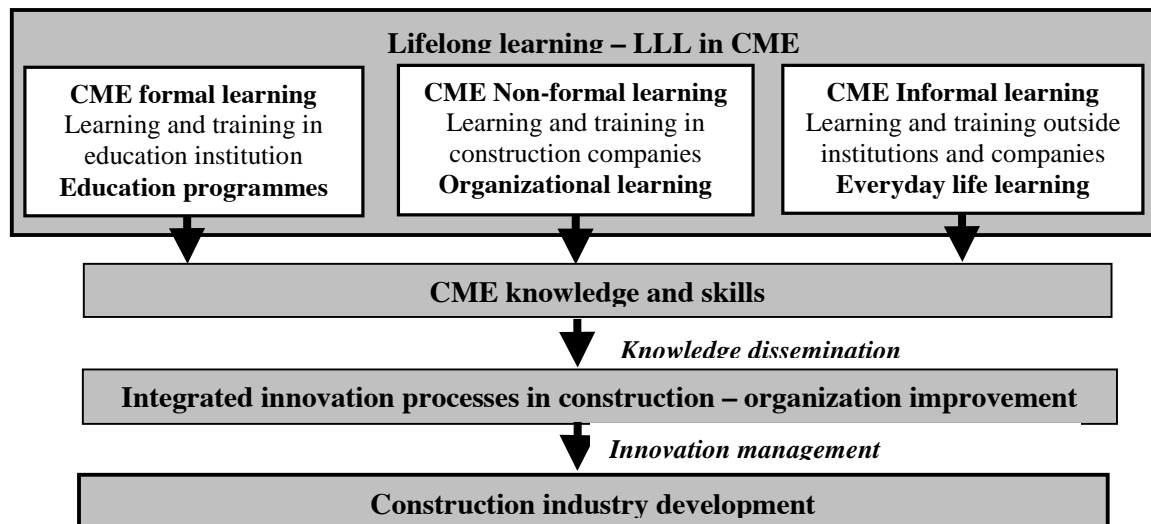 Lifelong learning – LLL in CME
CME formal learning
Learning and training in
education institution
Education programmes
CME Non-formal learning
Learning and training in
construction companies
Organizational learning
CME Informal learning
Learning and training outside
institutions and companies
Everyday life learning
CME knowledge and skills
Knowledge dissemination
Integrated innovation processes in construction – organization improvement
Innovation management
Construction industry development